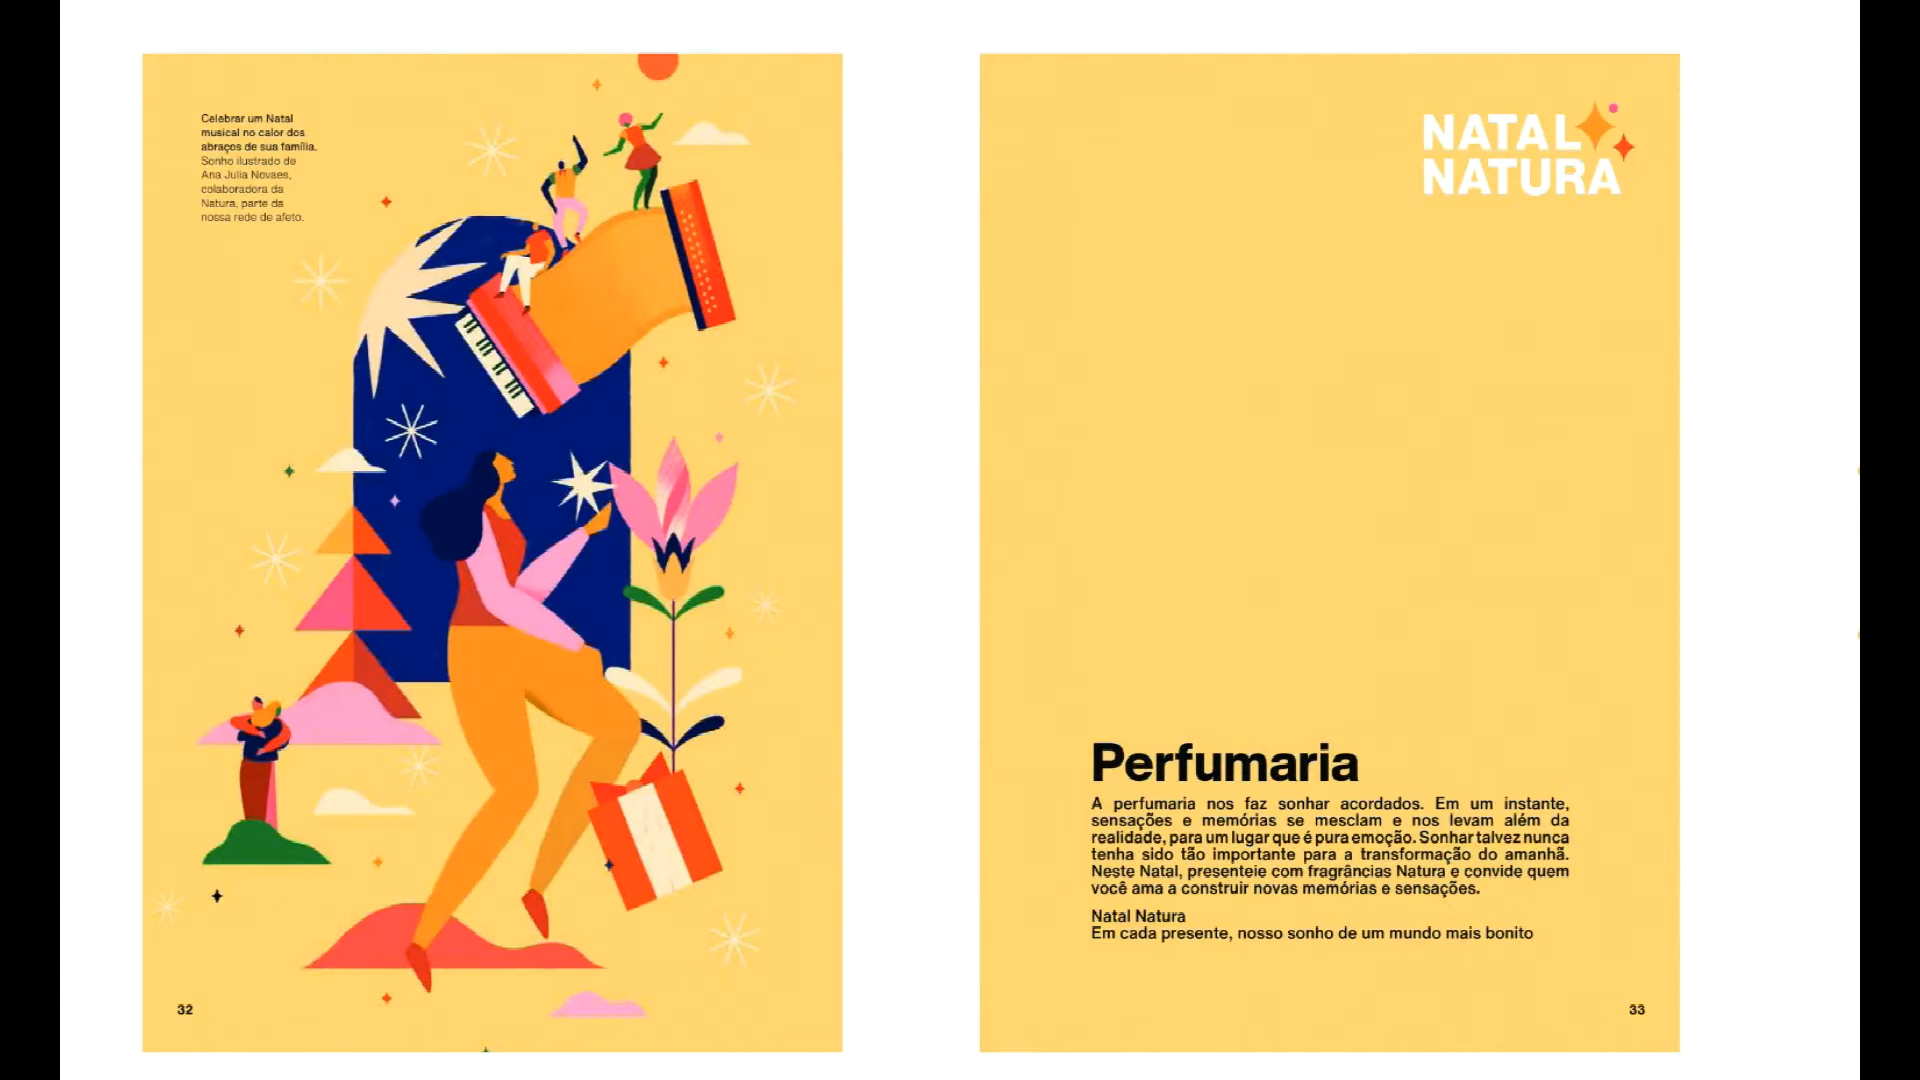 Celebrar um Natal
musical no calor dos
abraços de sua família.
Sonho ilustrado de
Ana Julia Novaes,
colaboradora da
Natura, parte da
nossa rede de afeto.
32
NATAL
NATURA
Perfumaria
A perfumaria nos faz sonhar acordados. Em um instante,
sensações e memórias se mesclam e nos levam além da
realidade, para um lugar que é pura emoção. Sonhar talvez nunca
tenha sido tão importante para a transformação do amanhã.
Neste Natal, presenteie com fragrâncias Natura e convide quem
você ama a construir novas memórias e sensações.
Natal Natura
Em cada presente, nosso sonho de um mundo mais bonito
33